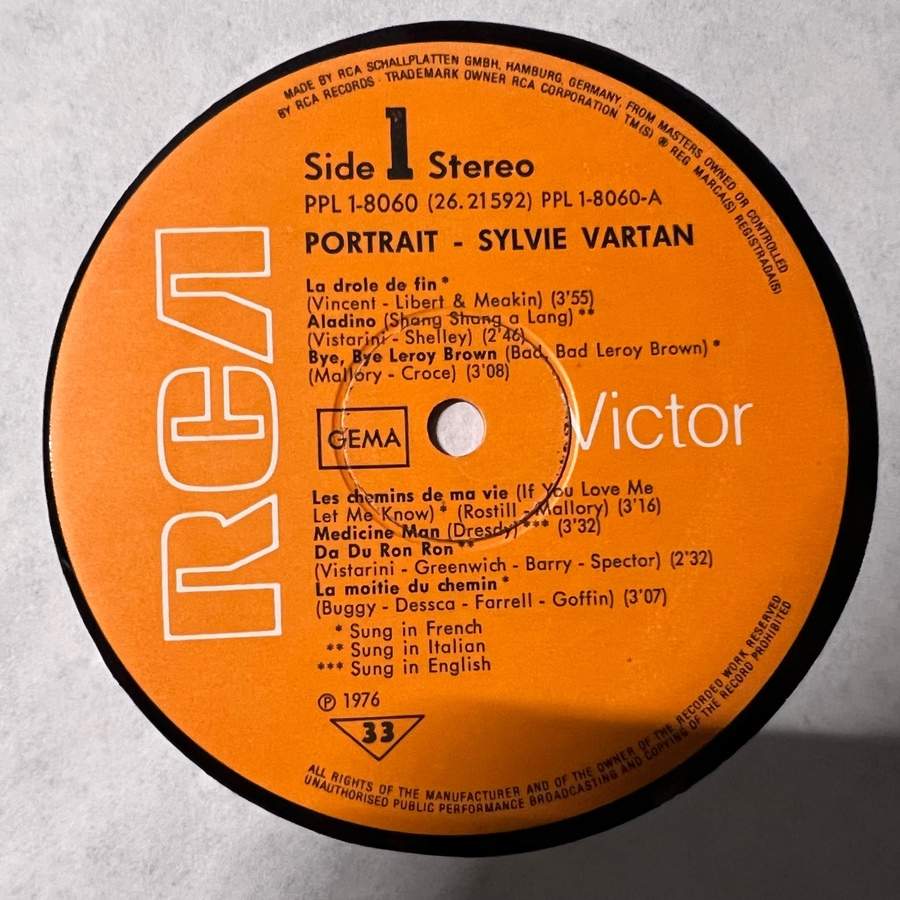 MADE BY RCA SCHALLPLATTEN GMBH, HAMBURG, GERMANY, FROM MASTERS OWNED OR CONTROLLED
BY RCA RECORDS · TRADEMARK OWNER RCA CORPORATION TM(S) ® REG MARCA(S) REGISTRADA(S)
Side 1 Stereo
PPL 1-8060 (26.21592) PPL 1-8060-A
PORTRAIT - SYLVIE VARTAN
La drole de fin *
(Vincent - Libert & Meakin) (3'55)
Aladino (Shang Shang a Lang) **
(Vistarini - Shelley) (2'46)
Bye, Bye Leroy Brown (Bad, Bad Leroy Brown) *
(Mallory - Croce) (3'08)
RCA
GEMA
Victor
Les chemins de ma vie (If You Love Me
Let Me Know) * (Rostill - Mallory) (3'16)
Medicine Man (Dresdy) *** (3'32)
Da Du Ron Ron **
(Vistarini - Greenwich - Barry - Spector) (2'32)
La moitie du chemin *
(Buggy - Dessca - Farrell - Goffin) (3'07)
* Sung in French
** Sung in Italian
*** Sung in English
℗ 1976
33
ALL RIGHTS OF THE MANUFACTURER AND OF THE OWNER OF THE RECORDED WORK RESERVED
UNAUTHORISED PUBLIC PERFORMANCE BROADCASTING AND COPYING OF THE RECORD PROHIBITED